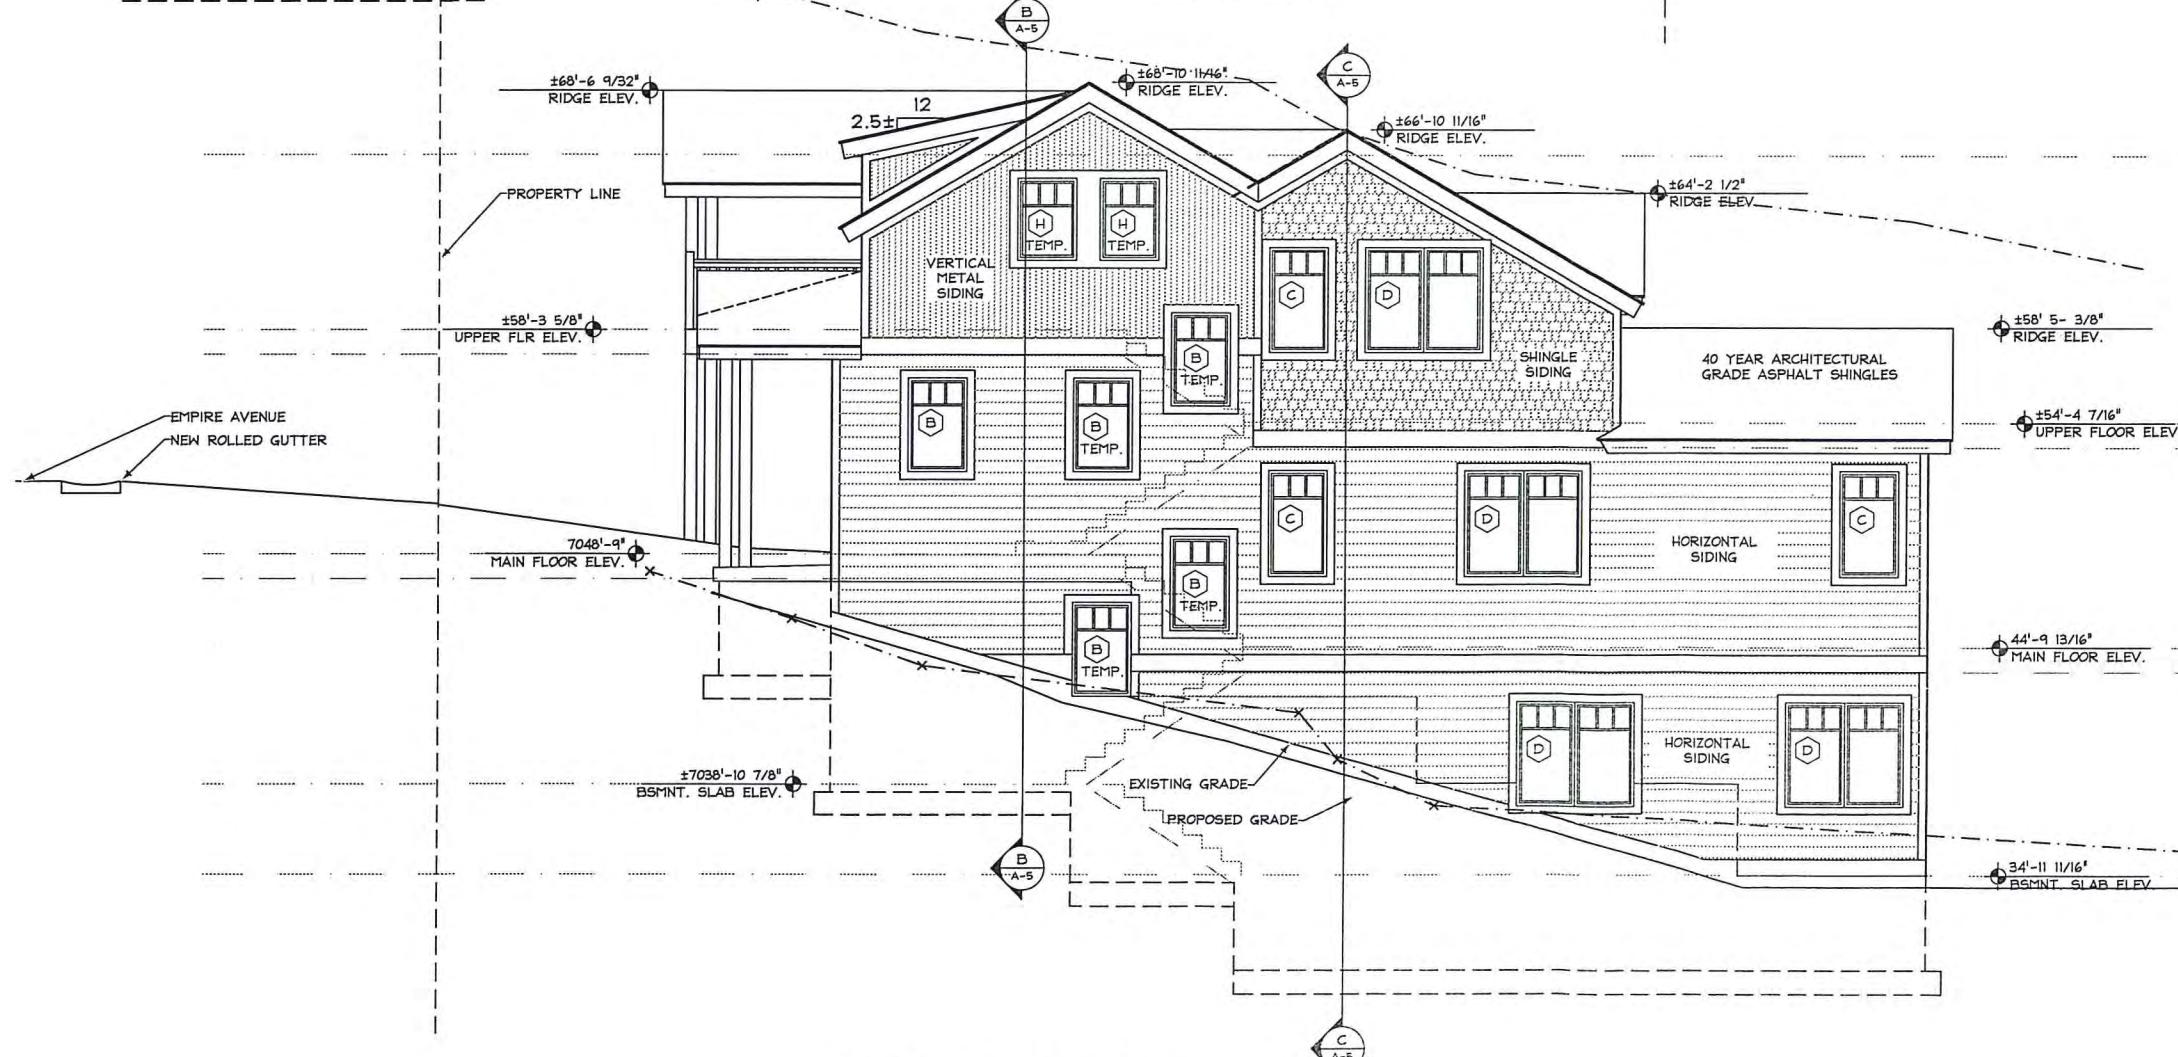 B
A-5
C
A-5
±68'-6 9/32"
RIDGE ELEV.
±68'-10 11/16"
RIDGE ELEV.
12
2.5±
±66'-10 11/16"
RIDGE ELEV.
PROPERTY LINE
±64'-2 1/2"
RIDGE ELEV
H
TEMP.
H
TEMP.
VERTICAL
METAL
SIDING
C
D
±58'-3 5/8"
UPPER FLR ELEV.
±58' 5- 3/8"
RIDGE ELEV.
B
TEMP.
SHINGLE
SIDING
40 YEAR ARCHITECTURAL
GRADE ASPHALT SHINGLES
EMPIRE AVENUE
NEW ROLLED GUTTER
B
B
TEMP.
±54'-4 7/16"
UPPER FLOOR ELEV
C
D
C
HORIZONTAL
SIDING
7048'-9"
MAIN FLOOR ELEV.
B
TEMP.
B
TEMP.
44'-9 13/16"
MAIN FLOOR ELEV.
D
HORIZONTAL
SIDING
D
±7038'-10 7/8"
BSMNT. SLAB ELEV.
EXISTING GRADE
PROPOSED GRADE
B
A-5
34'-11 11/16"
BSMNT. SLAB ELEV.
C
A-5